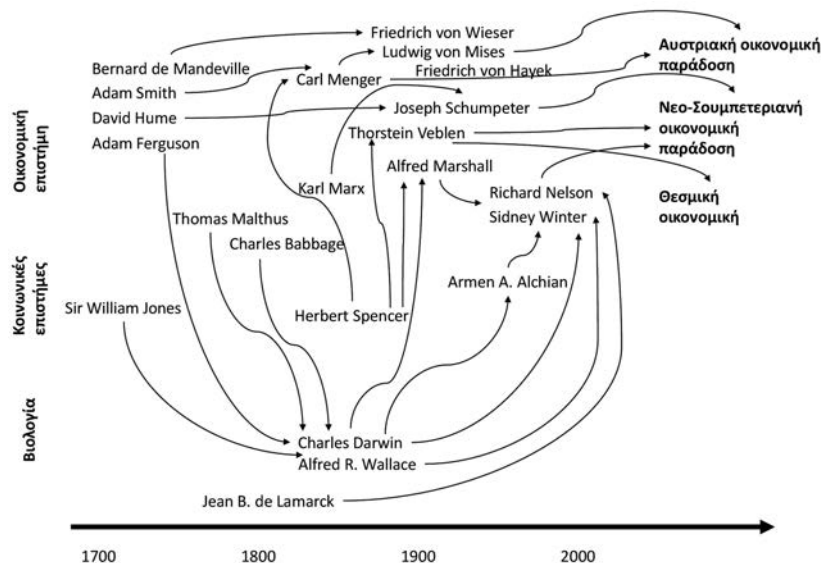 Friedrich von Wieser
Ludwig von Mises
Bernard de Mandeville
Adam Smith
David Hume
Adam Ferguson
Carl Menger
Friedrich von Hayek
Joseph Schumpeter
Thorstein Veblen
Alfred Marshall
Karl Marx
Richard Nelson
Sidney Winter
Αυστριακή οικονομική
παράδοση
Νεο-Σουμπετεριανή
οικονομική
παράδοση
Θεσμική
οικονομική
Οικονομική
επιστήμη
Thomas Malthus
Charles Babbage
Armen A. Alchian
Sir William Jones
Herbert Spencer
Κοινωνικές
επιστήμες
Βιολογία
Charles Darwin
Alfred R. Wallace
Jean B. de Lamarck
1700
1800
1900
2000